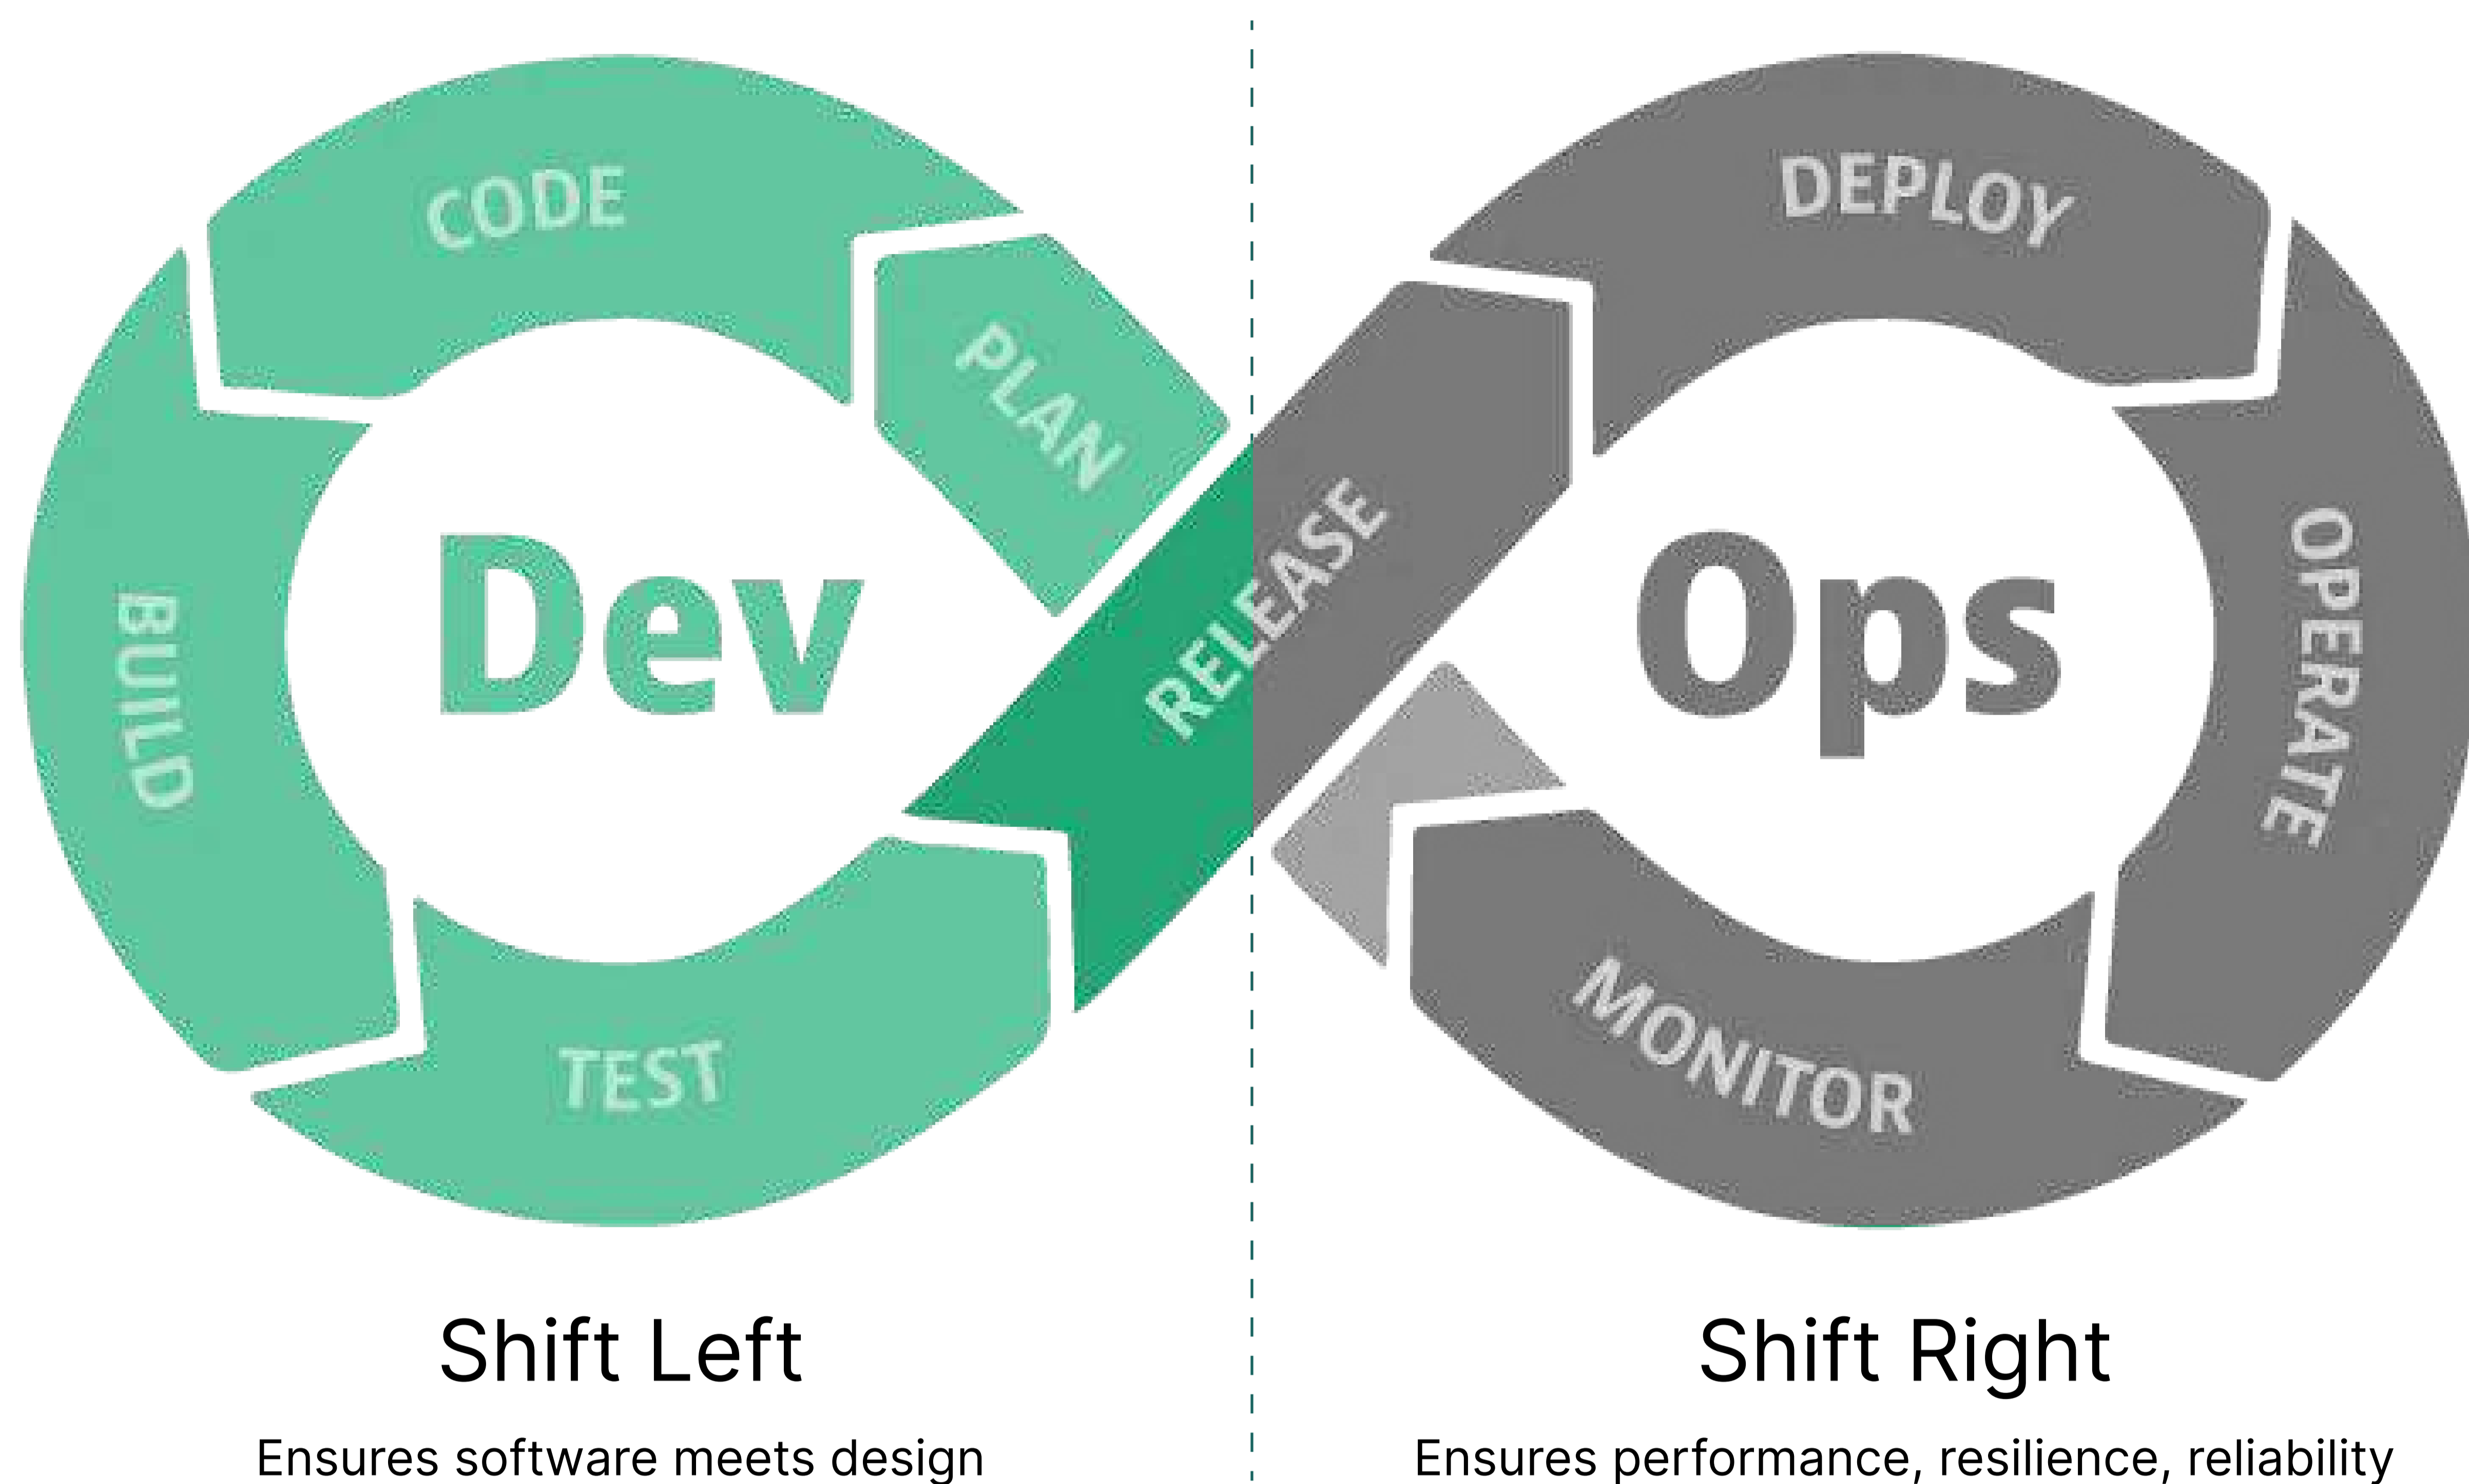 CODE
PLAN
BUILD
TEST
Dev
RELEASE
DEPLOY
OPERATE
MONITOR
Ops
Shift Left
Ensures software meets design
Shift Right
Ensures performance, resilience, reliability